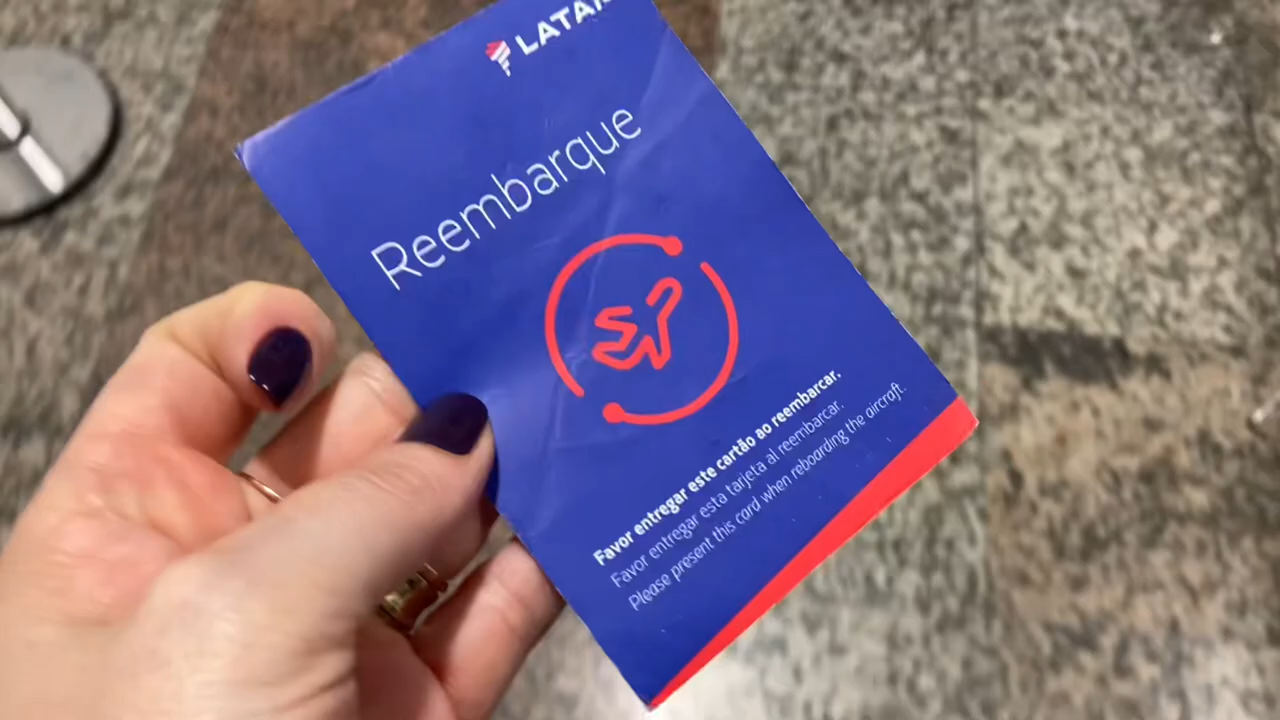 LATAM
Reembarque
Favor entregar este cartão ao reembarcar.
Favor entregar esta tarjeta al reembarcar.
Please present this card when reboarding the aircraft.